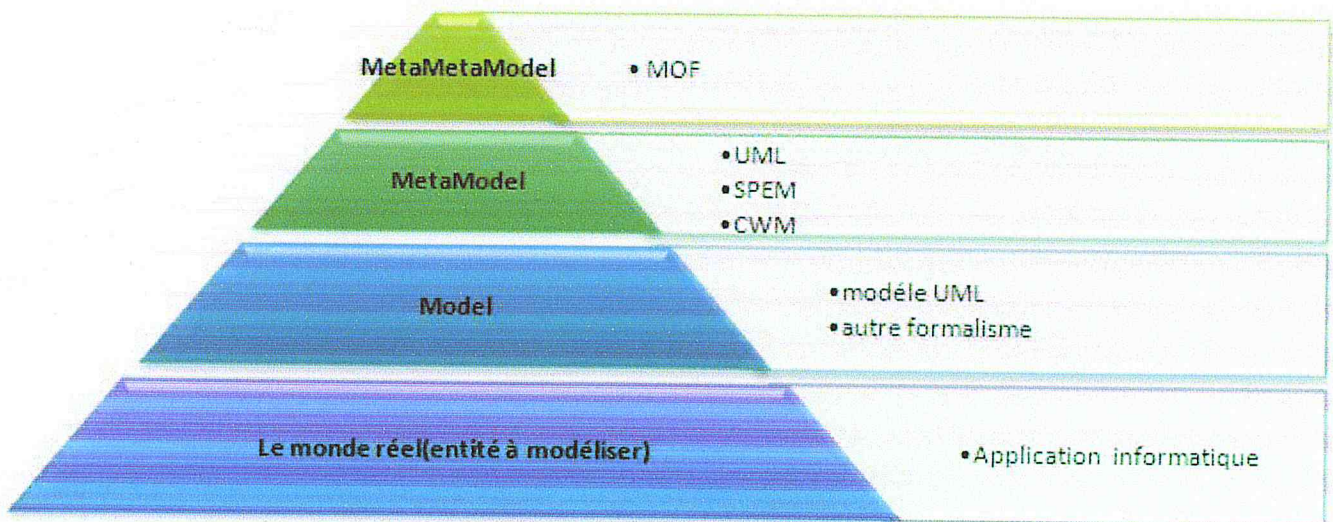 MetaMetaModel
• MOF
MetaModel
• UML
• SPEM
• CWM
Model
• modéle UML
• autre formalisme
Le monde réel(entité à modéliser)
• Application informatique